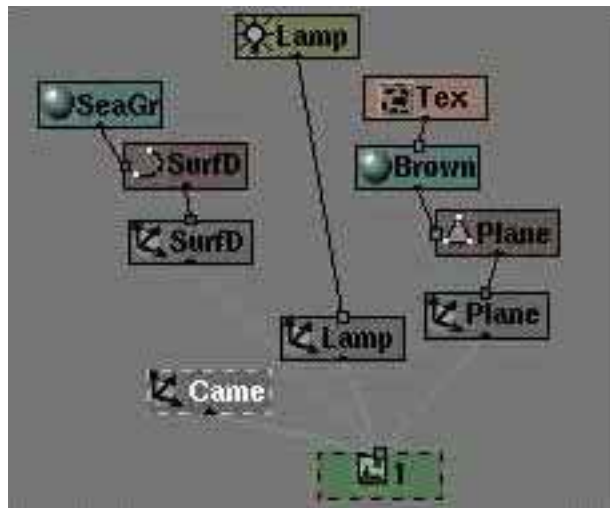 Lamp
SeaGr
Tex
SurfD
Brown
SurfD
Plane
Lamp
Plane
Came
1